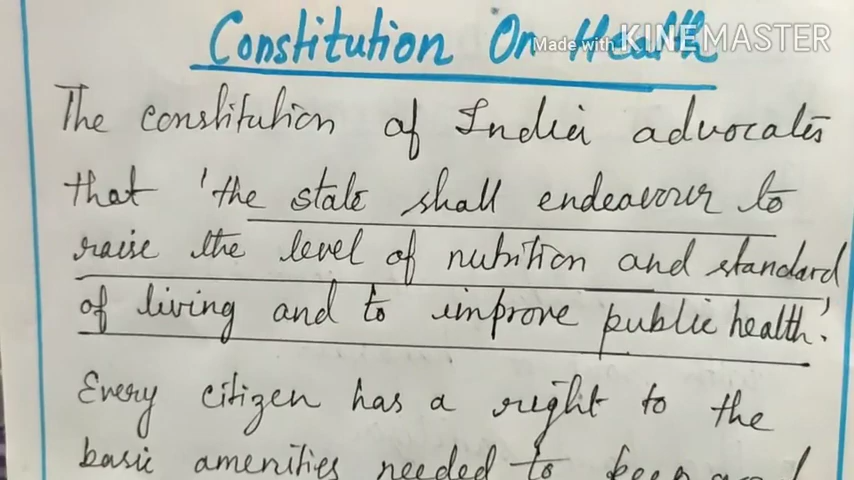 Constitution On Health
Made with KINEMASTER
The constitution of India advocates
that 'the state shall endeavour to
raise the level of nutrition and standard
of living and to improve public health'.
Every citizen has a right to the
basic amenities needed to keep good